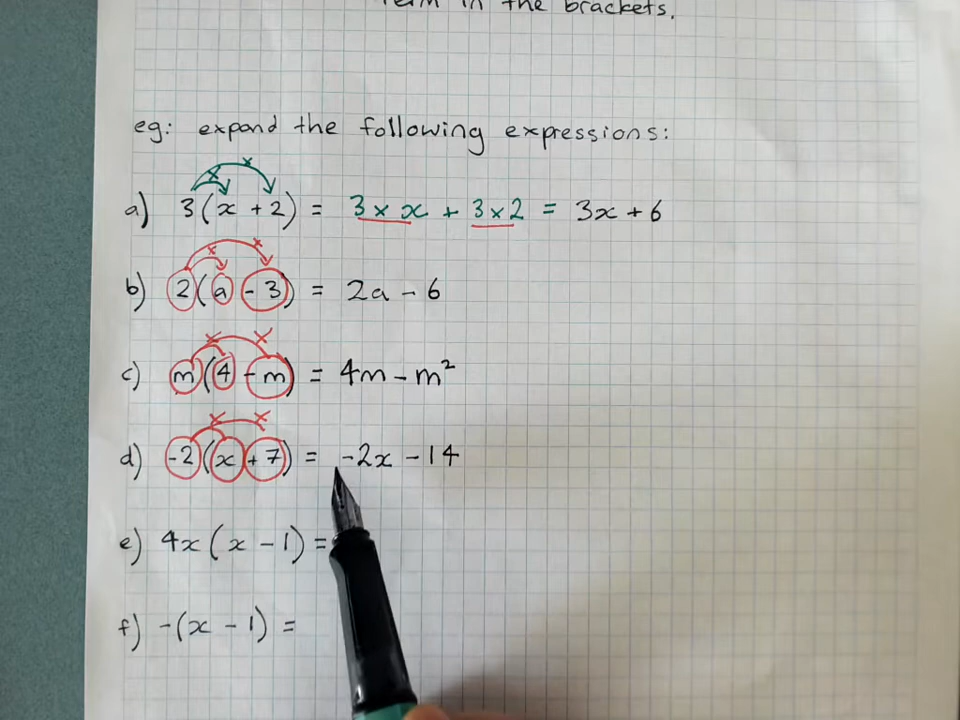 Term in the brackets.
eg: expand the following expressions:
a) 3(x + 2) = 3 × x + 3 × 2 = 3x + 6
b) 2(a - 3) = 2a - 6
c) m(4 - m) = 4m - m²
d) -2(x + 7) = -2x - 14
e) 4x(x - 1) =
f) -(x - 1) =